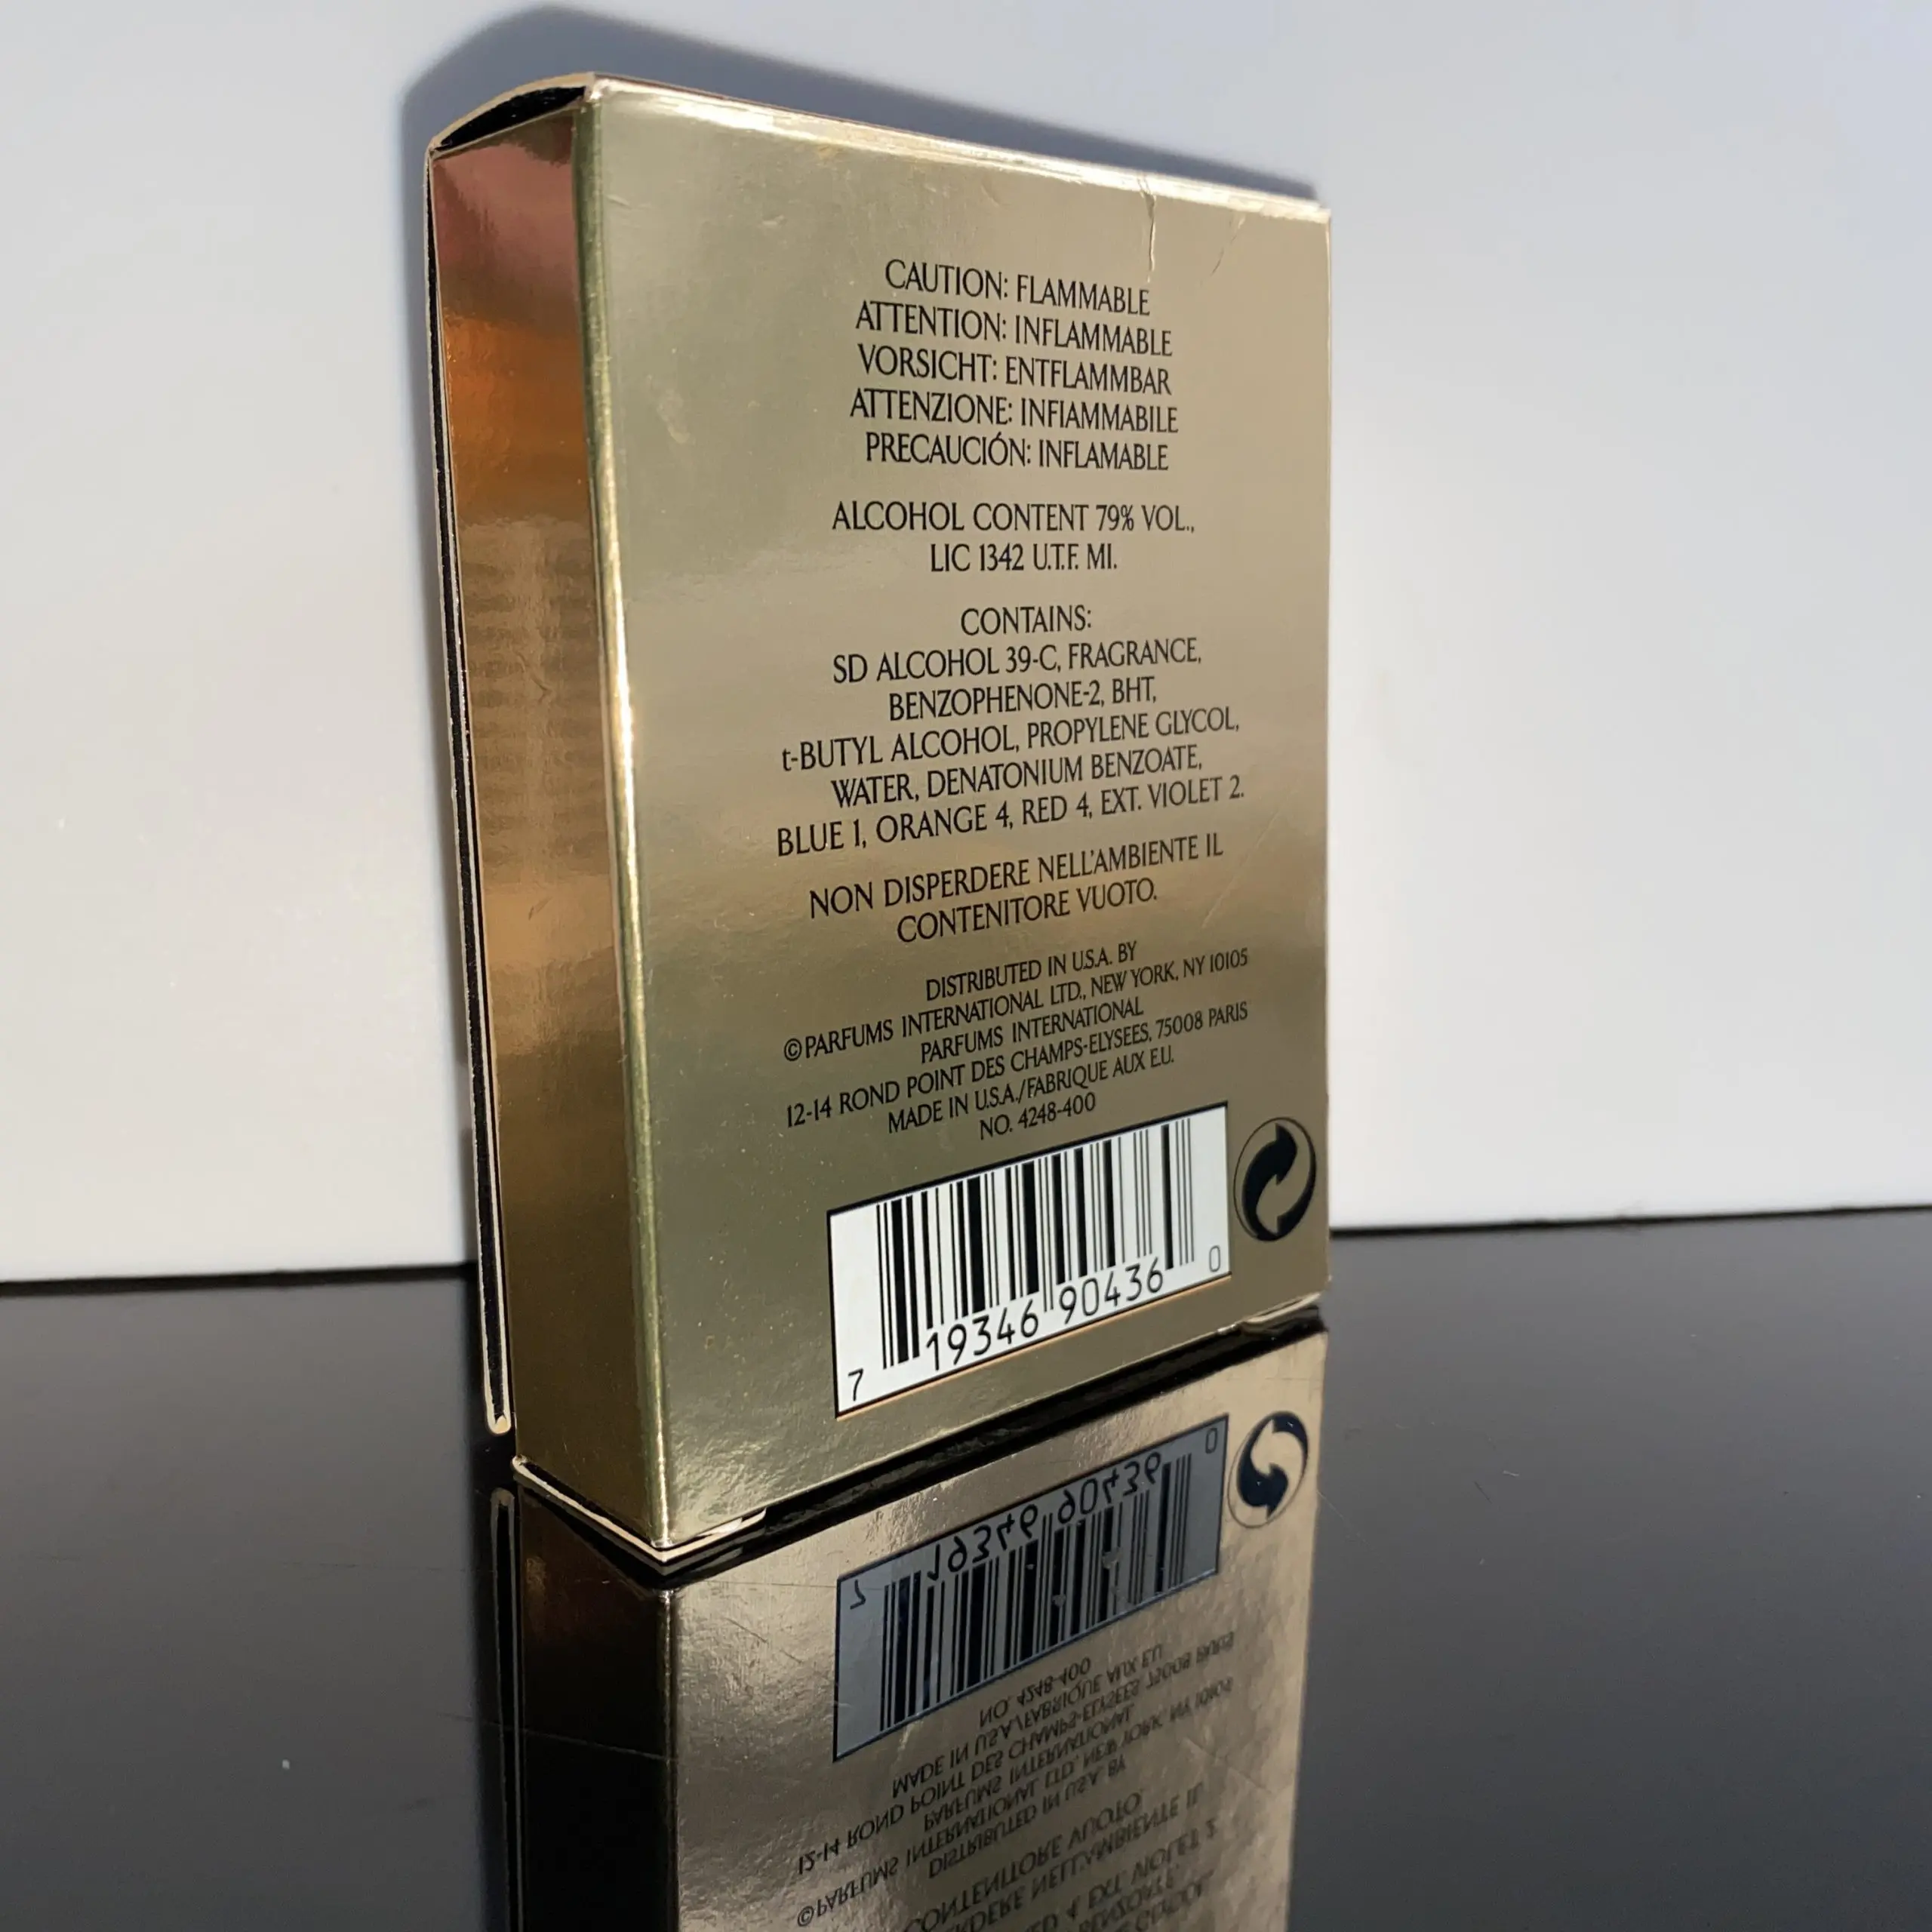 CAUTION: FLAMMABLE
ATTENTION: INFLAMMABLE
VORSICHT: ENTFLAMMBAR
ATTENZIONE: INFIAMMABILE
PRECAUCIÓN: INFLAMABLE
ALCOHOL CONTENT 79% VOL.,
LIC 1342 U.T.F. MI.
CONTAINS:
SD ALCOHOL 39-C, FRAGRANCE,
BENZOPHENONE-2, BHT,
t-BUTYL ALCOHOL, PROPYLENE GLYCOL,
WATER, DENATONIUM BENZOATE,
BLUE 1, ORANGE 4, RED 4, EXT. VIOLET 2.
NON DISPERDERE NELL'AMBIENTE IL
CONTENITORE VUOTO.
DISTRIBUTED IN U.S.A. BY
©PARFUMS INTERNATIONAL LTD., NEW YORK, NY 10105
PARFUMS INTERNATIONAL
12-14 ROND POINT DES CHAMPS-ELYSEES, 75008 PARIS
MADE IN U.S.A./FABRIQUE AUX E.U.
NO. 4248-400
7 19346 90436 0